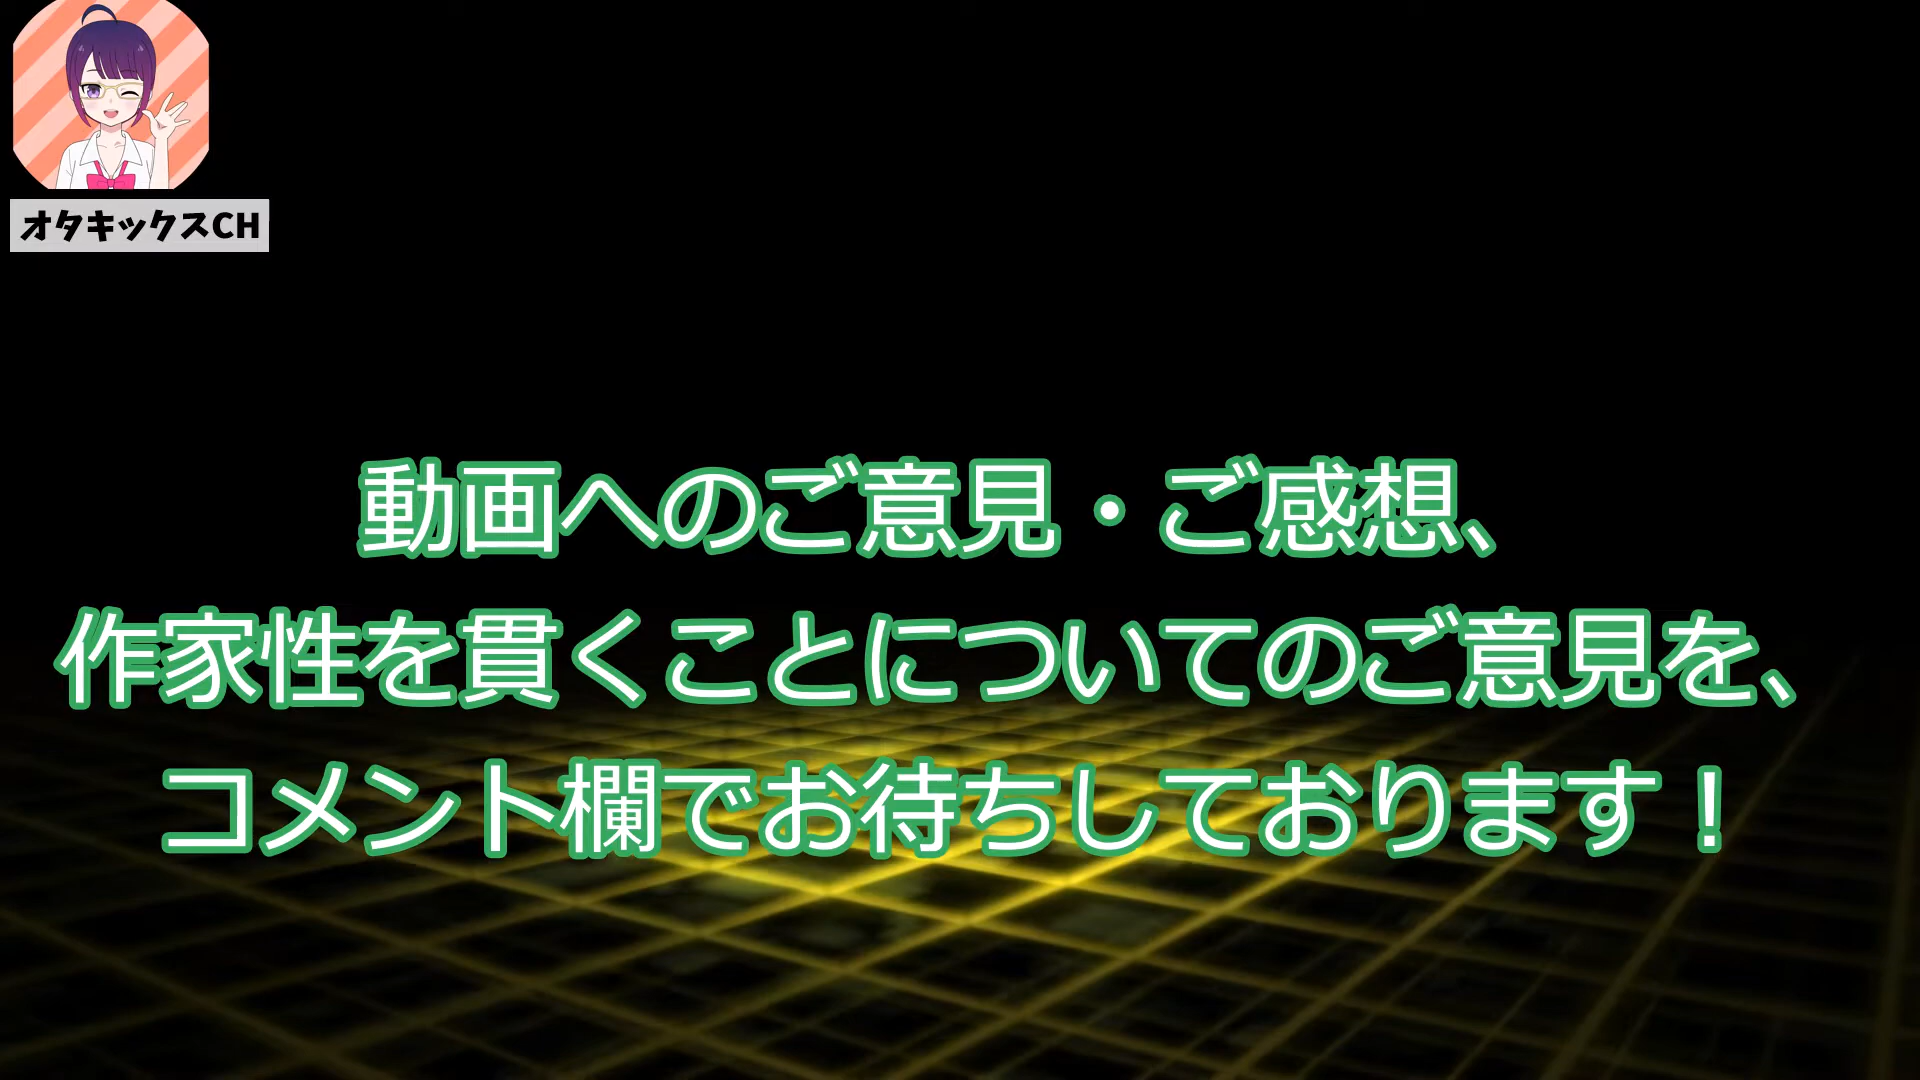 オタキックスCH
動画へのご意見・ご感想、
作家性を貫くことについてのご意見を、
コメント欄でお待ちしております！